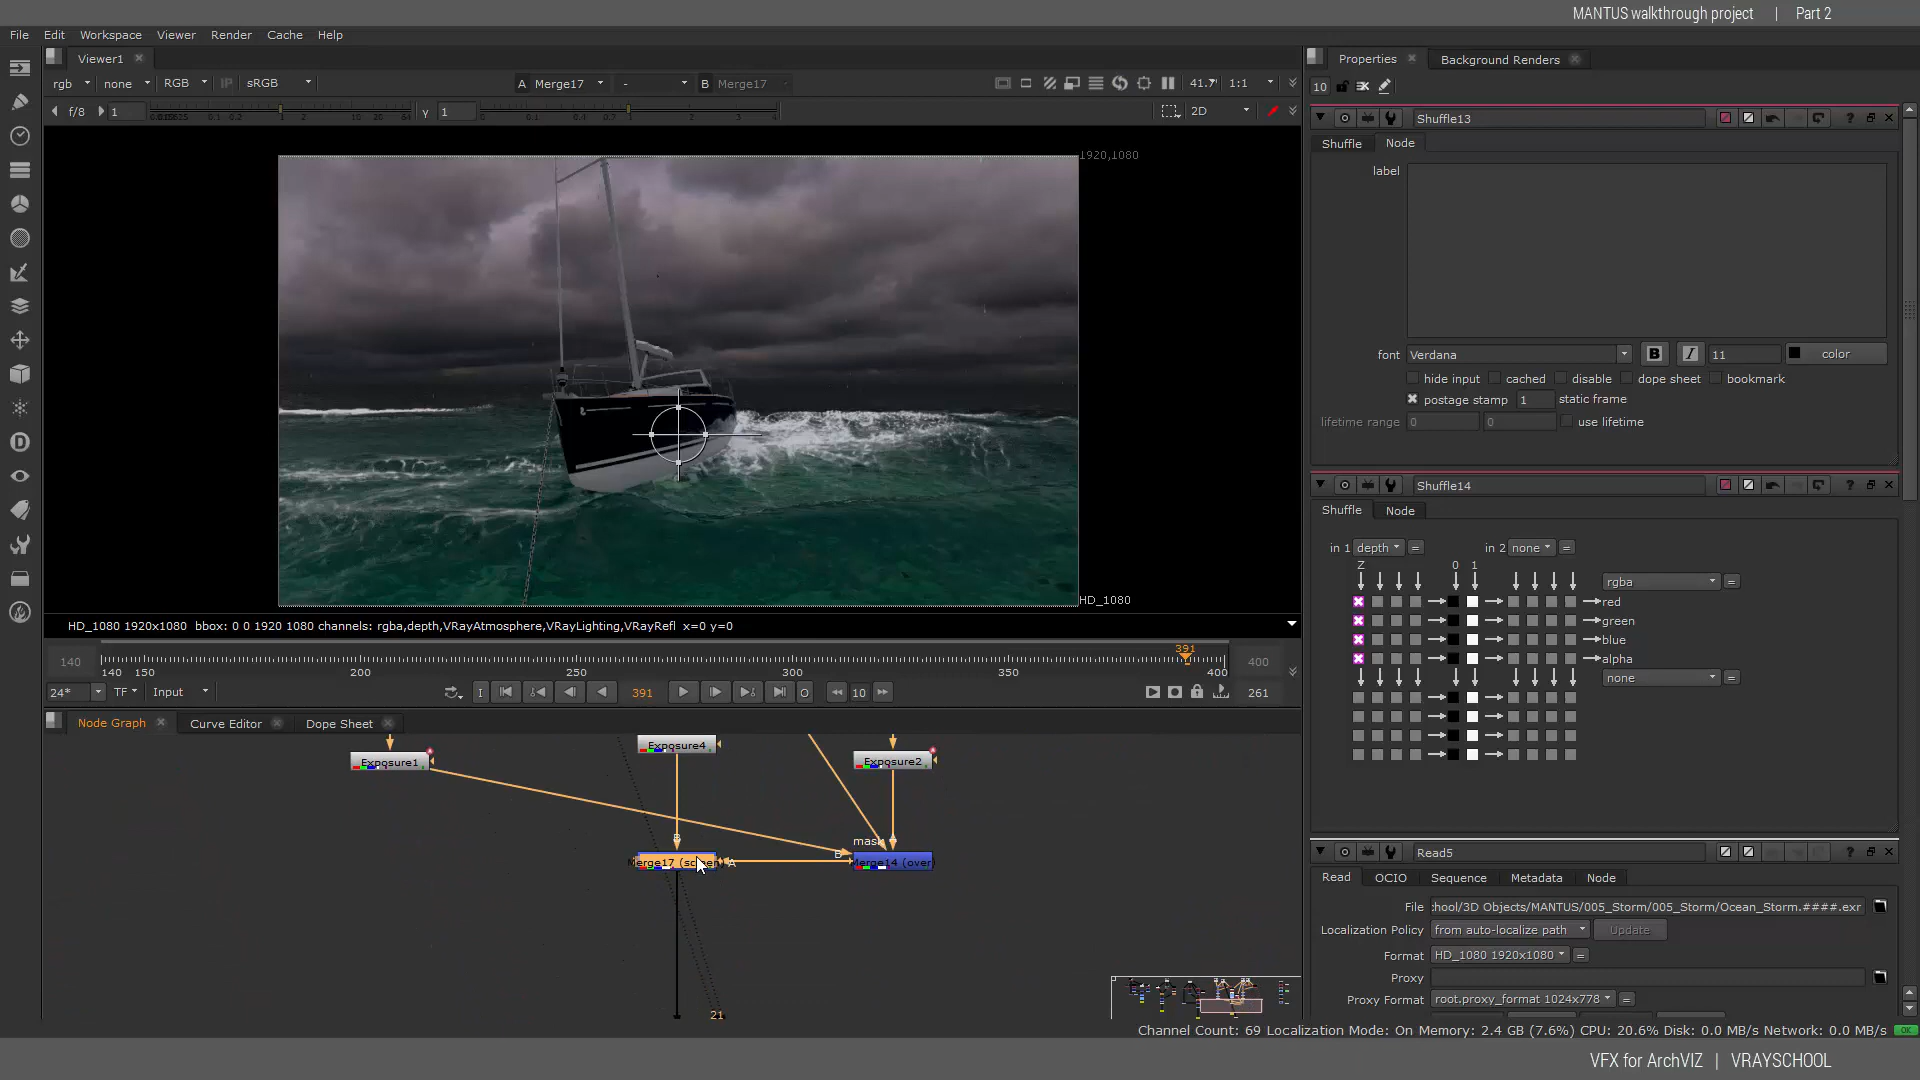 MANTUS walkthrough project | Part 2
File Edit Workspace Viewer Render Cache Help
Viewer1
Properties Background Renders
rgb none RGB IP sRGB A Merge17 - B Merge17 1:1
10
f/8 1 γ 1 2D
Shuffle13
Shuffle Node
1920,1080
label
font Verdana B I 11 color
hide input cached disable dope sheet bookmark
postage stamp 1 static frame
lifetime range 0 0 use lifetime
HD_1080
HD_1080 1920x1080 bbox: 0 0 1920 1080 channels: rgba,depth,VRayAtmosphere,VRayLighting,VRayRefl x=0 y=0
Shuffle14
Shuffle Node
in 1 depth = in 2 none =
Z 0 1
rgba =
red
green
blue
alpha
none =
391
140 400
140 150 200 250 300 350 400
24* TF Input I 391 O 10 261
Node Graph Curve Editor Dope Sheet
Exposure1 Exposure4 Exposure2
B mask A
Merge17 (screen) A B Merge14 (over)
21
Read5
Read OCIO Sequence Metadata Node
File :hool/3D Objects/MANTUS/005_Storm/005_Storm/Ocean_Storm.####.exr
Localization Policy from auto-localize path Update
Format HD_1080 1920x1080 =
Proxy
Proxy Format root.proxy_format 1024x778 =
Channel Count: 69 Localization Mode: On Memory: 2.4 GB (7.6%) CPU: 20.6% Disk: 0.0 MB/s Network: 0.0 MB/s
VFX for ArchVIZ | VRAYSCHOOL